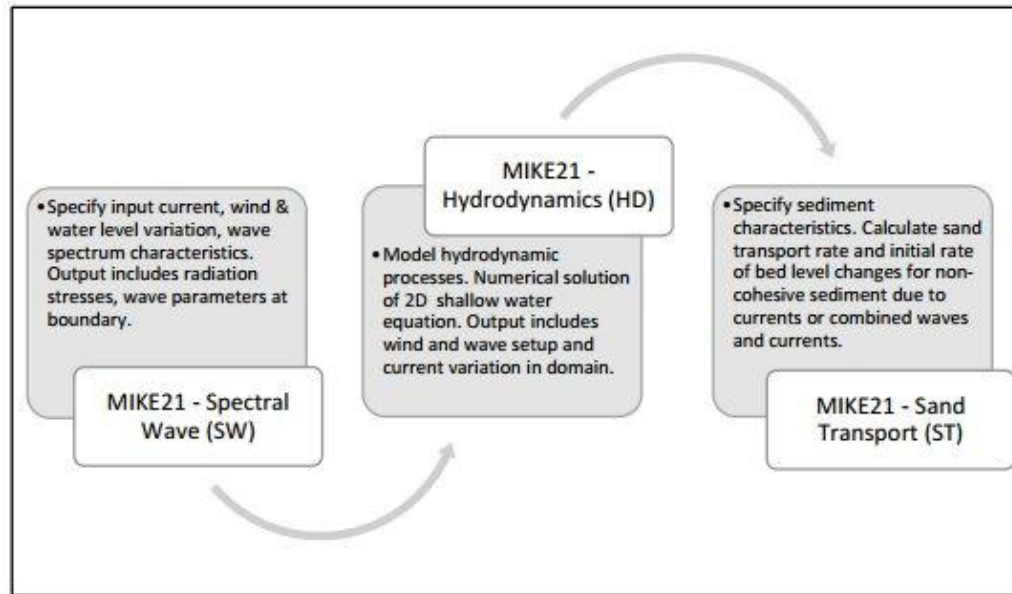 •Specify input current, wind &
water level variation, wave
spectrum characteristics.
Output includes radiation
stresses, wave parameters at
boundary.
MIKE21 - Spectral
Wave (SW)
MIKE21 -
Hydrodynamics (HD)
•Model hydrodynamic
processes. Numerical solution
of 2D shallow water
equation. Output includes
wind and wave setup and
current variation in domain.
•Specify sediment
characteristics. Calculate sand
transport rate and initial rate
of bed level changes for non-
cohesive sediment due to
currents or combined waves
and currents.
MIKE21 - Sand
Transport (ST)